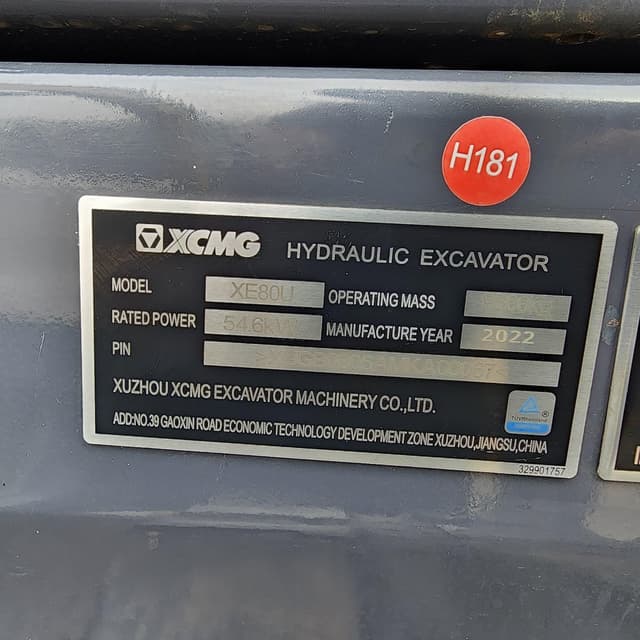 H181
XCMG HYDRAULIC EXCAVATOR
MODEL XE80U OPERATING MASS
RATED POWER 54.6kW MANUFACTURE YEAR 2022
PIN
XUZHOU XCMG EXCAVATOR MACHINERY CO.,LTD.
ADD:NO.39 GAOXIN ROAD ECONOMIC TECHNOLOGY DEVELOPMENT ZONE XUZHOU,JIANGSU,CHINA
329901757